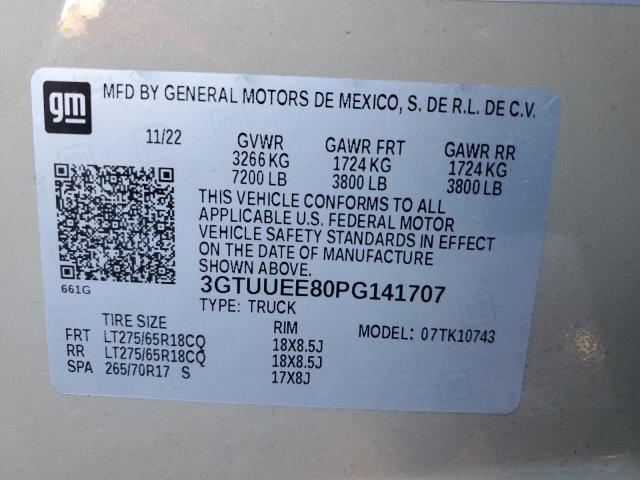 gm
MFD BY GENERAL MOTORS DE MEXICO, S. DE R.L. DE C.V.
11/22 GVWR GAWR FRT GAWR RR
3266 KG 1724 KG 1724 KG
7200 LB 3800 LB 3800 LB
THIS VEHICLE CONFORMS TO ALL
APPLICABLE U.S. FEDERAL MOTOR
VEHICLE SAFETY STANDARDS IN EFFECT
ON THE DATE OF MANUFACTURE
SHOWN ABOVE.
661G 3GTUUEE80PG141707
TYPE: TRUCK
TIRE SIZE RIM MODEL: 07TK10743
FRT LT275/65R18CQ 18X8.5J
RR LT275/65R18CQ 18X8.5J
SPA 265/70R17 S 17X8J